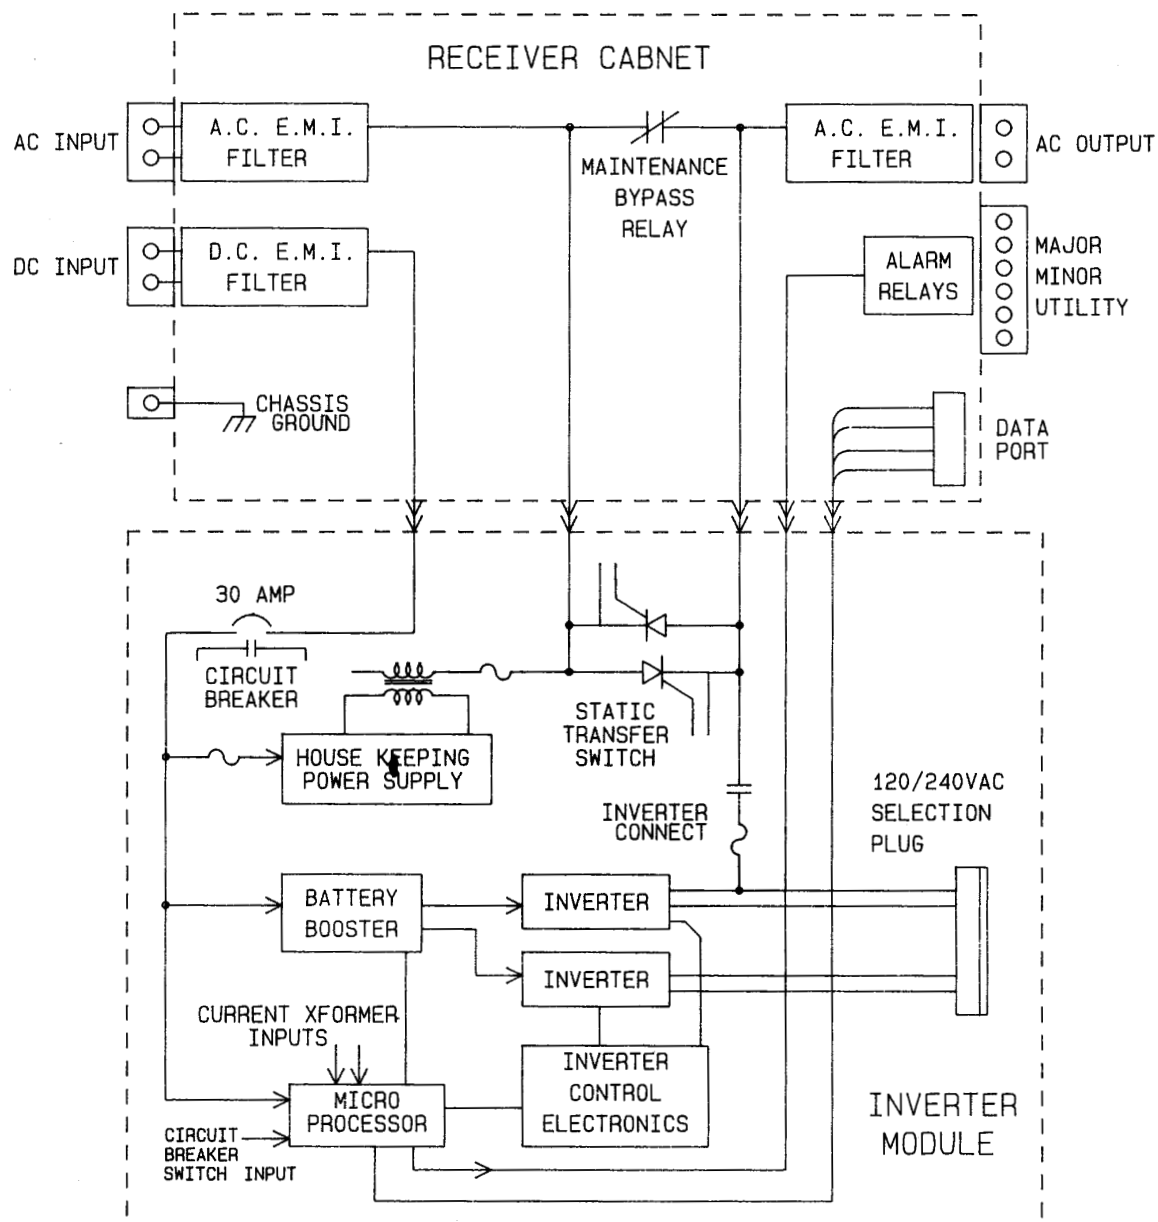 RECEIVER CABNET
AC INPUT
A.C. E.M.I.
FILTER
MAINTENANCE
BYPASS
RELAY
A.C. E.M.I.
FILTER
AC OUTPUT
DC INPUT
D.C. E.M.I.
FILTER
ALARM
RELAYS
MAJOR
MINOR
UTILITY
CHASSIS
GROUND
DATA
PORT
30 AMP
CIRCUIT
BREAKER
STATIC
TRANSFER
SWITCH
HOUSE KEEPING
POWER SUPPLY
INVERTER
CONNECT
120/240VAC
SELECTION
PLUG
BATTERY
BOOSTER
INVERTER
INVERTER
CURRENT XFORMER
INPUTS
MICRO
PROCESSOR
INVERTER
CONTROL
ELECTRONICS
CIRCUIT
BREAKER
SWITCH INPUT
INVERTER
MODULE